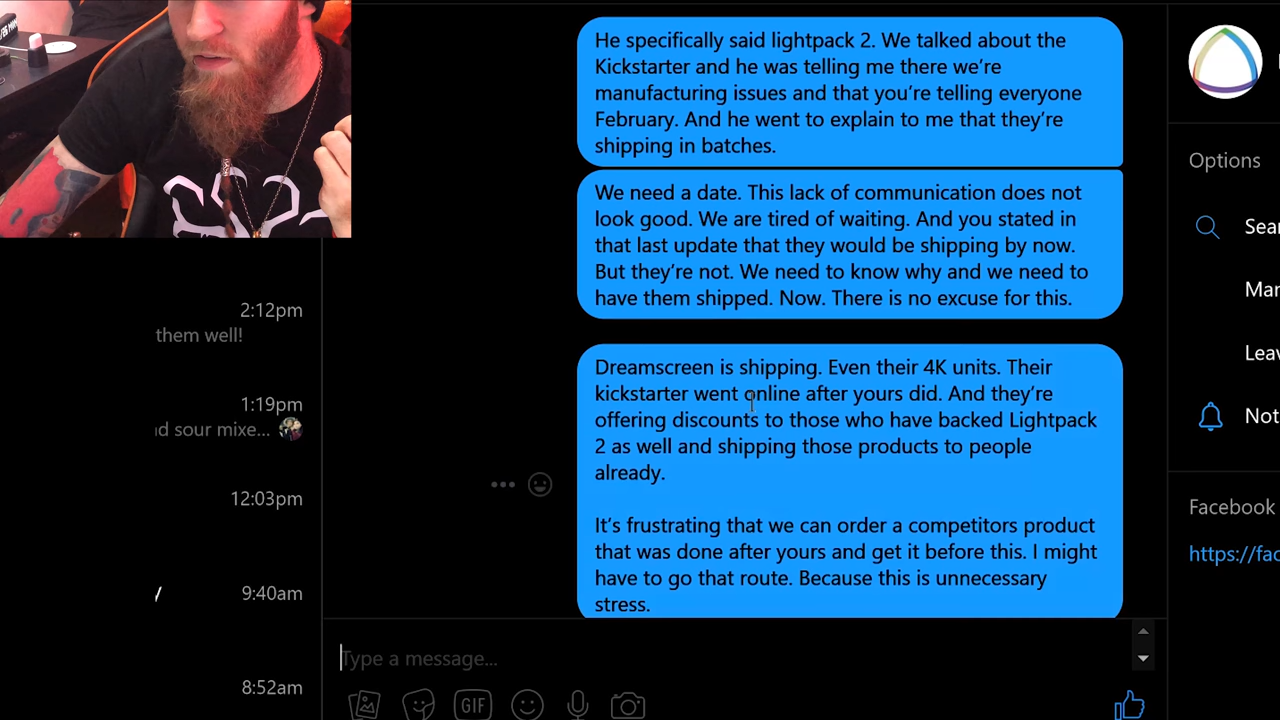 He specifically said lightpack 2. We talked about the
Kickstarter and he was telling me there we're
manufacturing issues and that you're telling everyone
February. And he went to explain to me that they're
shipping in batches.
We need a date. This lack of communication does not
look good. We are tired of waiting. And you stated in
that last update that they would be shipping by now.
But they're not. We need to know why and we need to
have them shipped. Now. There is no excuse for this.
Dreamscreen is shipping. Even their 4K units. Their
kickstarter went online after yours did. And they're
offering discounts to those who have backed Lightpack
2 as well and shipping those products to people
already.
It's frustrating that we can order a competitors product
that was done after yours and get it before this. I might
have to go that route. Because this is unnecessary
stress.
Type a message...
GIF
2:12pm
them well!
1:19pm
d sour mixe...
12:03pm
9:40am
8:52am
Options
Sear
Mar
Leav
Not
Facebook
https://fac